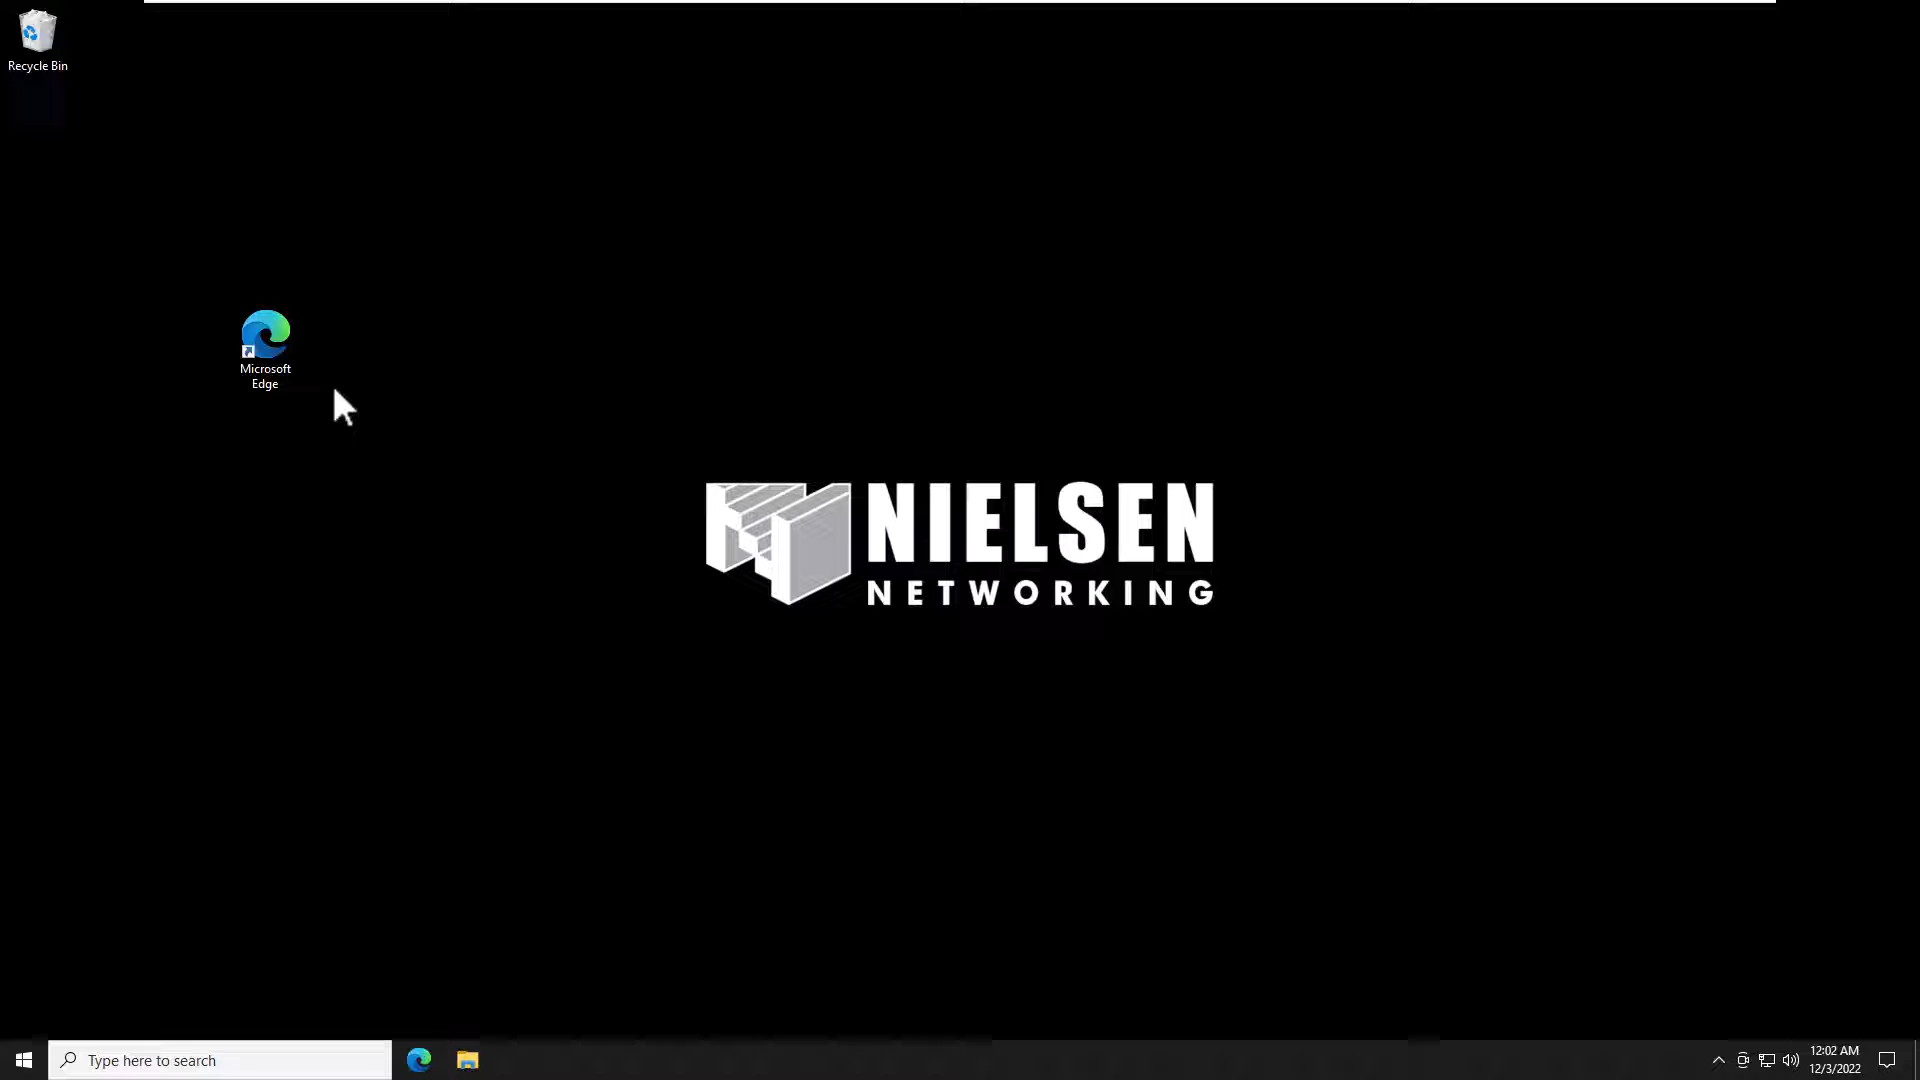 Recycle Bin
Microsoft
Edge
NIELSEN
NETWORKING
Type here to search
12:02 AM
12/3/2022